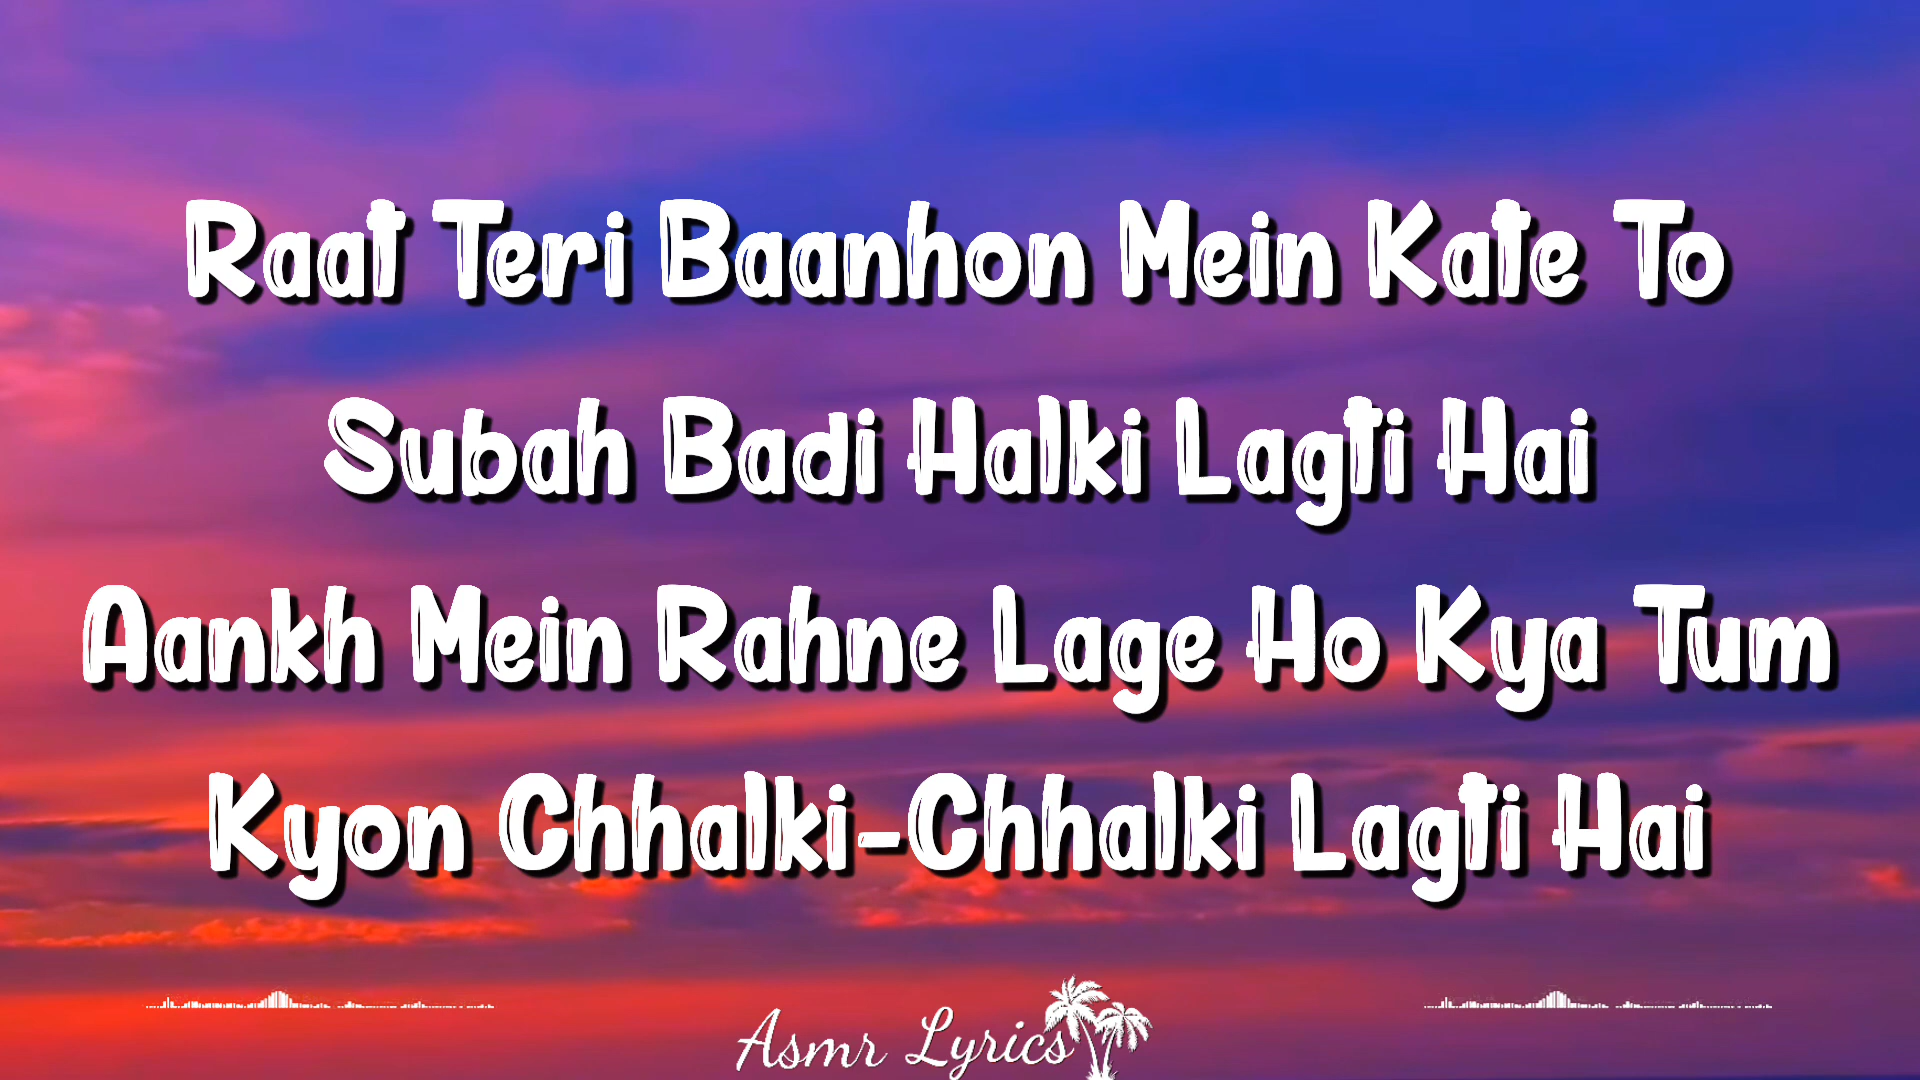 Raat Teri Baanhon Mein Kate To
Subah Badi Halki Lagti Hai
Aankh Mein Rahne Lage Ho Kya Tum
Kyon Chhalki-Chhalki Lagti Hai
Asmr Lyrics